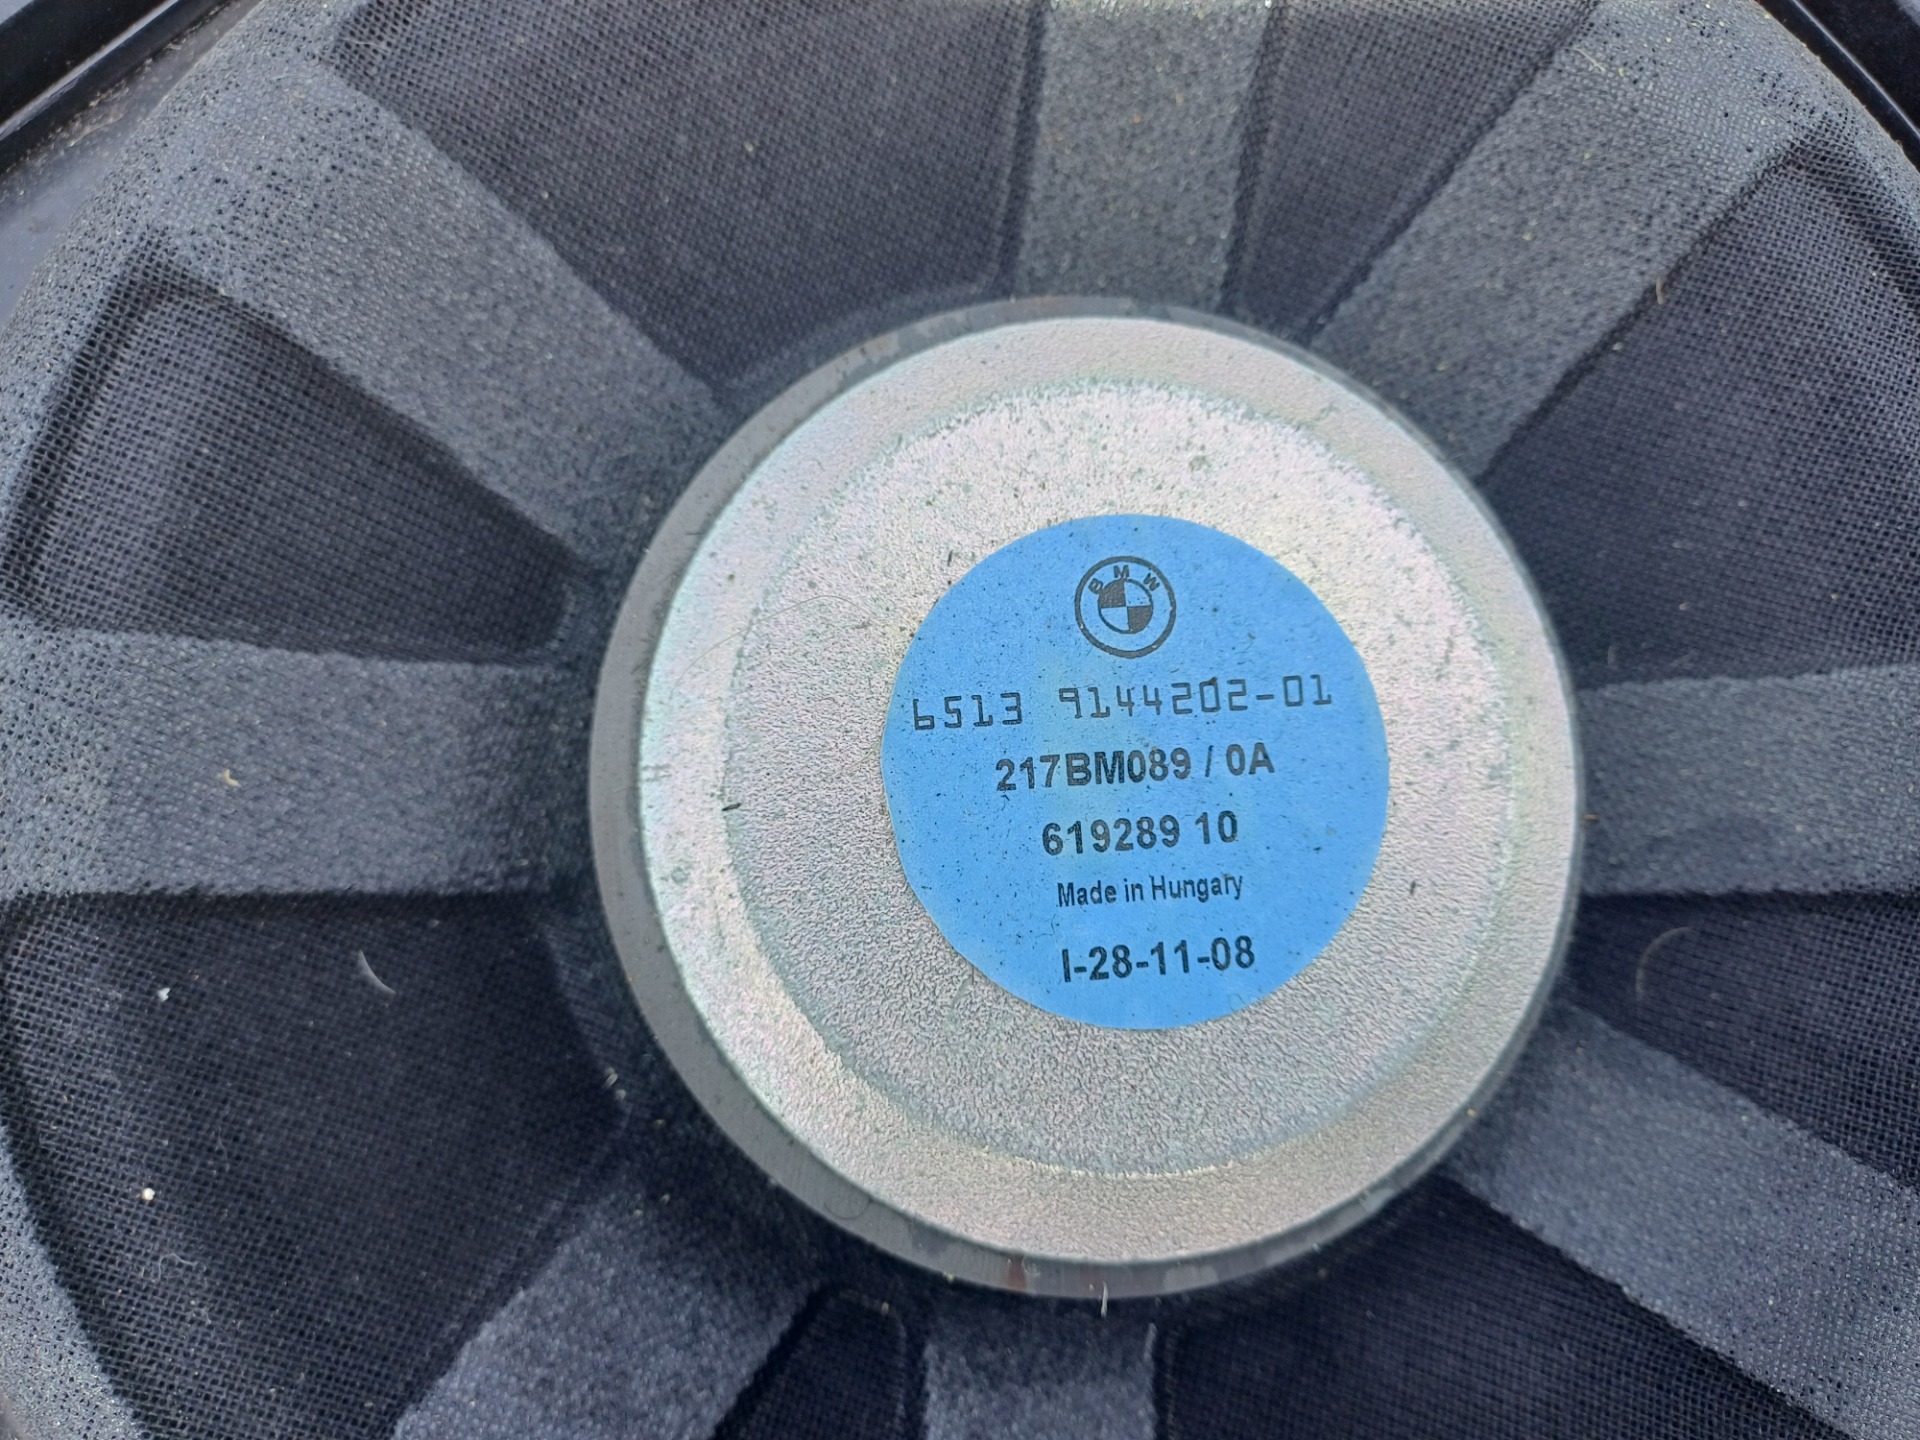 BMW
6513 9144202-01
217BM089 / 0A
619289 10
Made in Hungary
I-28-11-08